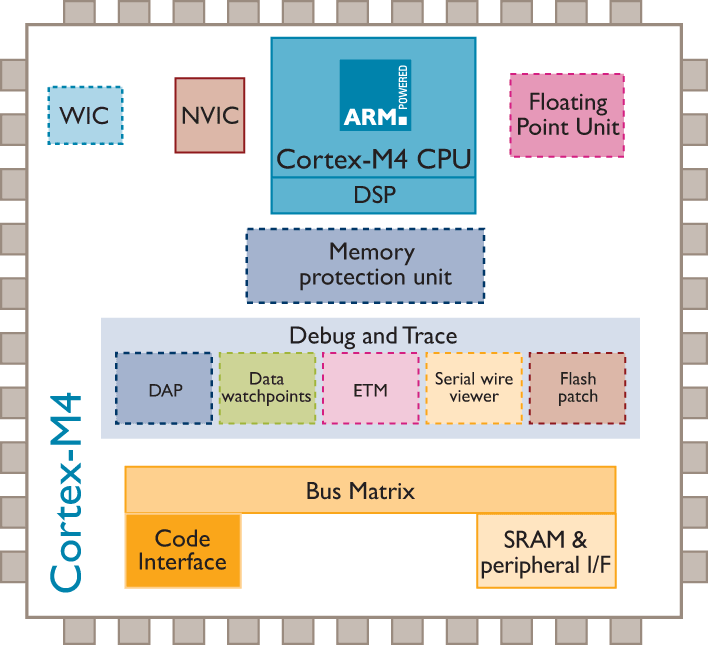 WIC
NVIC
ARM
POWERED
Cortex-M4 CPU
DSP
Floating
Point Unit
Memory
protection unit
Debug and Trace
DAP
Data
watchpoints
ETM
Serial wire
viewer
Flash
patch
Cortex-M4
Bus Matrix
Code
Interface
SRAM &
peripheral I/F